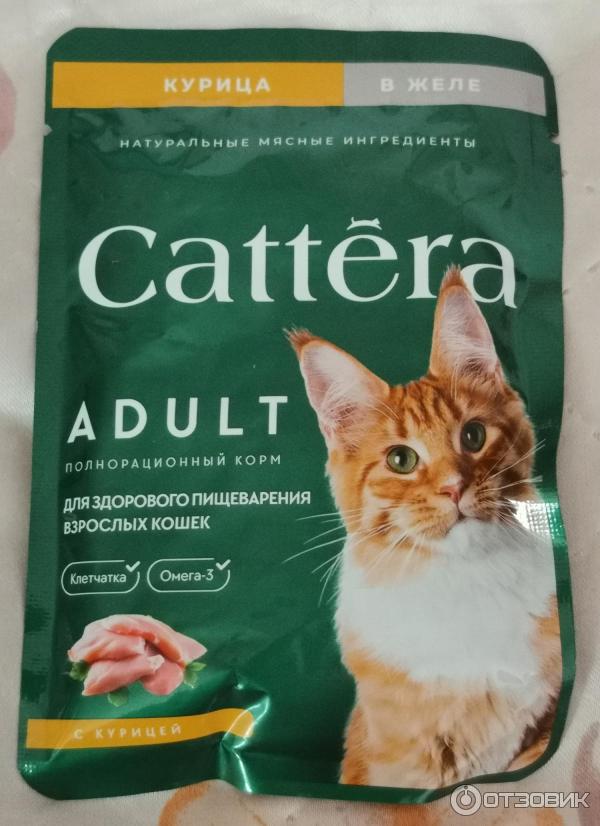 КУРИЦА В ЖЕЛЕ
НАТУРАЛЬНЫЕ МЯСНЫЕ ИНГРЕДИЕНТЫ
Cattēra
ADULT
ПОЛНОРАЦИОННЫЙ КОРМ
ДЛЯ ЗДОРОВОГО ПИЩЕВАРЕНИЯ
ВЗРОСЛЫХ КОШЕК
Клетчатка Омега-3
С КУРИЦЕЙ
ОТЗОВИК